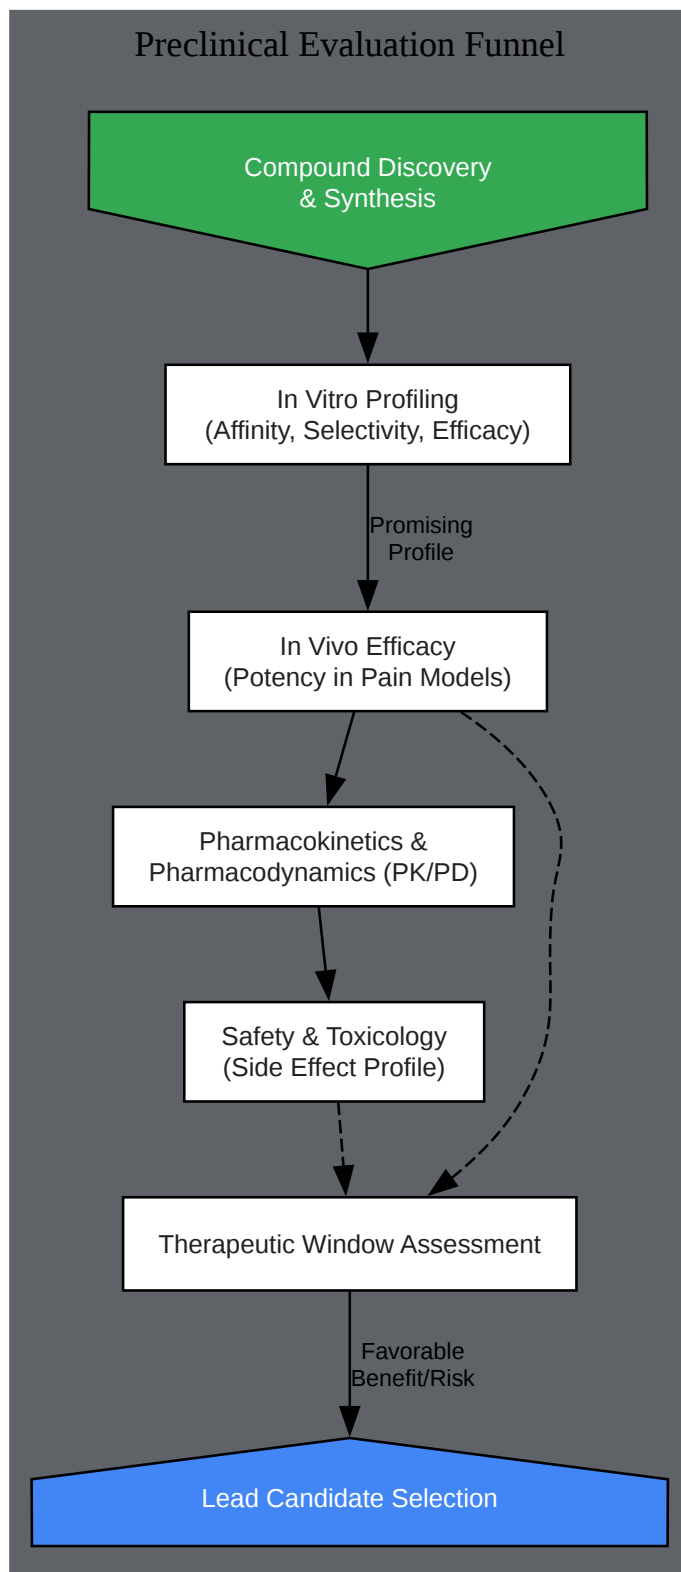 Preclinical Evaluation Funnel
Compound Discovery
& Synthesis
In Vitro Profiling
(Affinity, Selectivity, Efficacy)
Promising
Profile
In Vivo Efficacy
(Potency in Pain Models)
Pharmacokinetics &
Pharmacodynamics (PK/PD)
Safety & Toxicology
(Side Effect Profile)
Therapeutic Window Assessment
Favorable
Benefit/Risk
Lead Candidate Selection